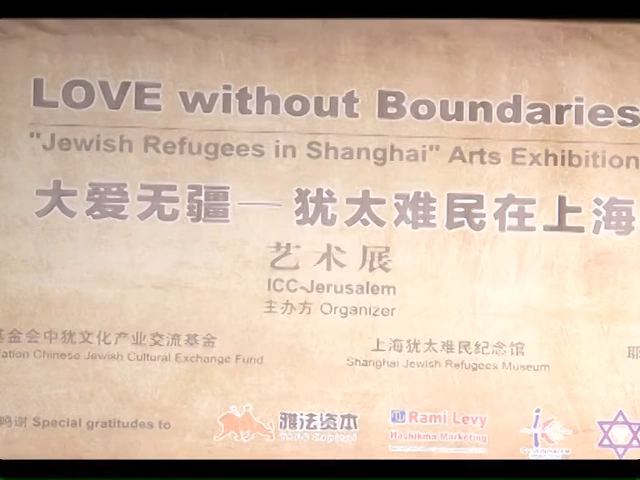 LOVE without Boundaries
"Jewish Refugees in Shanghai" Arts Exhibition
大爱无疆—犹太难民在上海
艺术展
ICC-Jerusalem
主办方 Organizer
基金会中犹文化产业交流基金 上海犹太难民纪念馆 耶
ation Chinese Jewish Cultural Exchange Fund Shanghai Jewish Refugees Museum
鸣谢 Special gratitudes to 雅法资本 Rami Levy
Hashikma Marketing